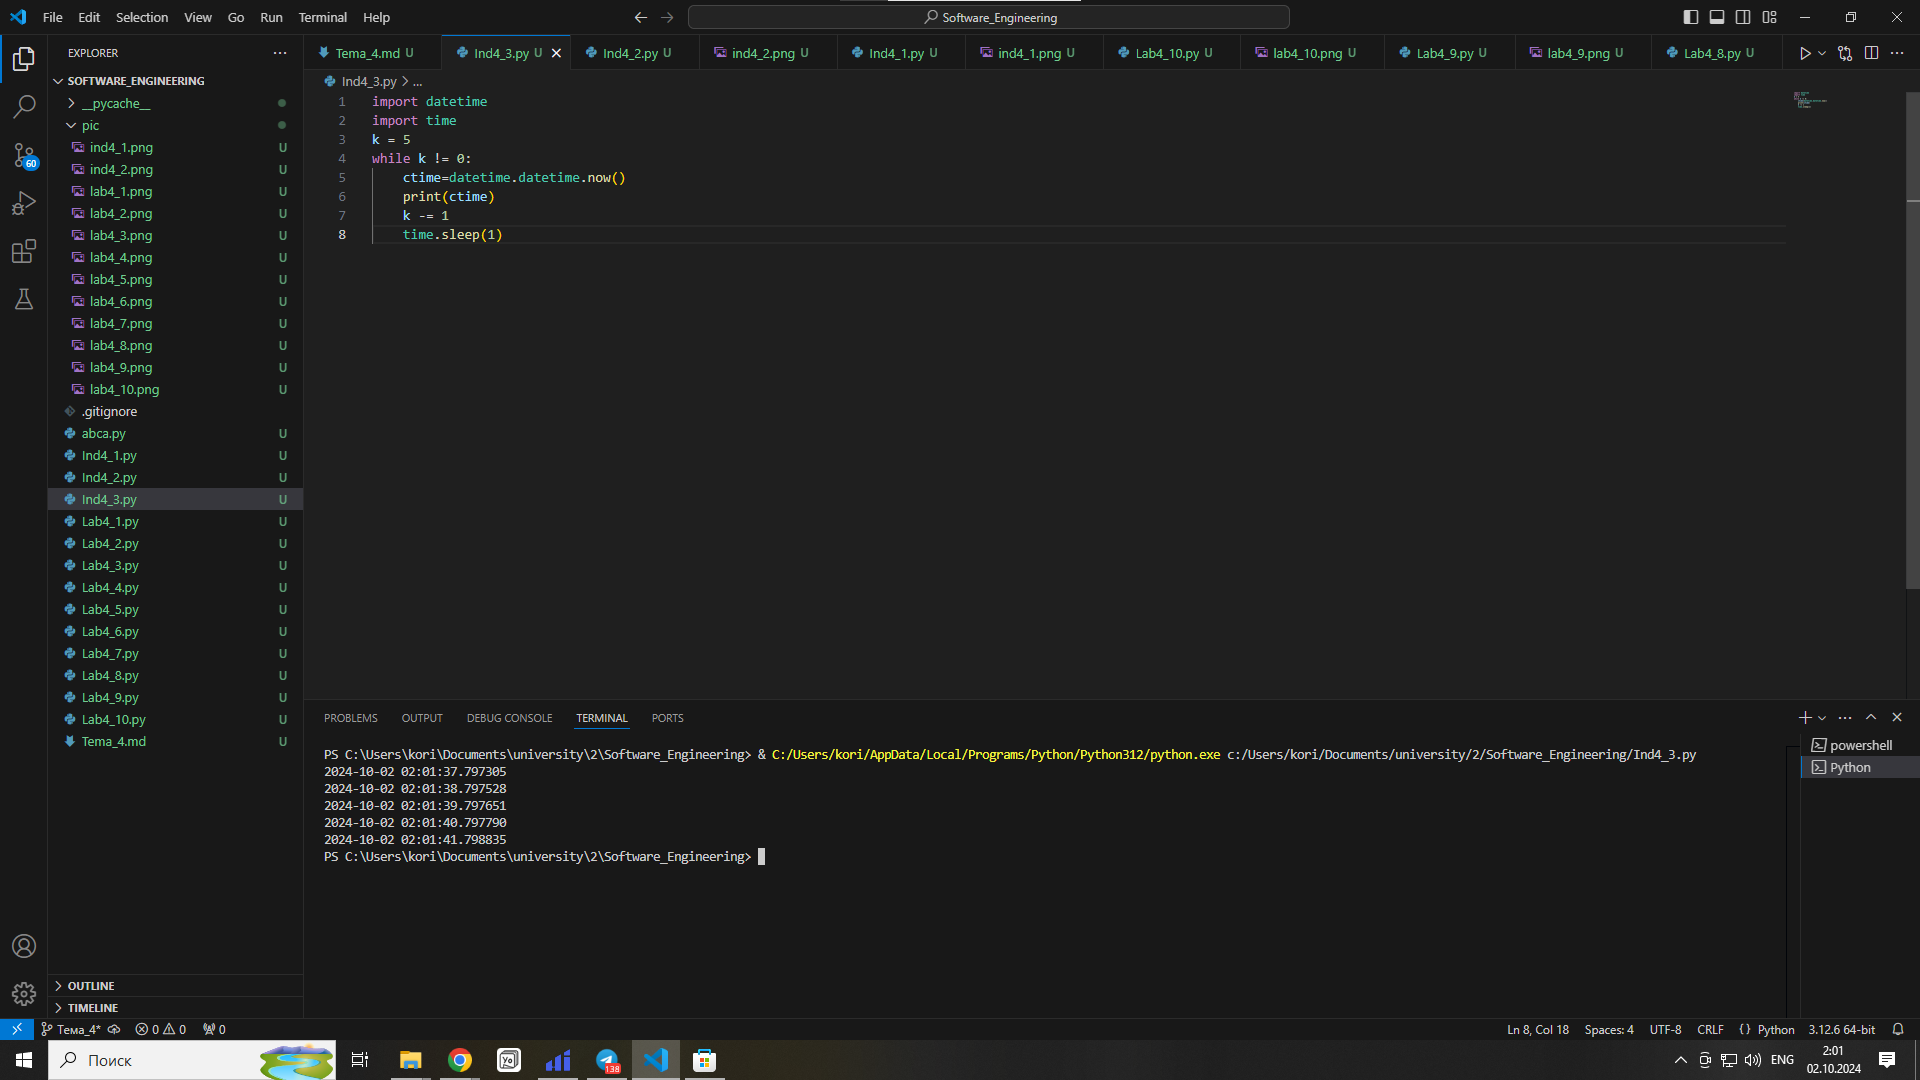 File Edit Selection View Go Run Terminal Help
Software_Engineering
EXPLORER
Tema_4.md U
Ind4_3.py U
Ind4_2.py U
ind4_2.png U
Ind4_1.py U
ind4_1.png U
Lab4_10.py U
lab4_10.png U
Lab4_9.py U
lab4_9.png U
Lab4_8.py U
SOFTWARE_ENGINEERING
__pycache__
pic
ind4_1.png U
ind4_2.png U
lab4_1.png U
lab4_2.png U
lab4_3.png U
lab4_4.png U
lab4_5.png U
lab4_6.png U
lab4_7.png U
lab4_8.png U
lab4_9.png U
lab4_10.png U
.gitignore
abca.py U
Ind4_1.py U
Ind4_2.py U
Ind4_3.py U
Lab4_1.py U
Lab4_2.py U
Lab4_3.py U
Lab4_4.py U
Lab4_5.py U
Lab4_6.py U
Lab4_7.py U
Lab4_8.py U
Lab4_9.py U
Lab4_10.py U
Tema_4.md U
OUTLINE
TIMELINE
60
Ind4_3.py > ...
1 import datetime
2 import time
3 k = 5
4 while k != 0:
5 ctime=datetime.datetime.now()
6 print(ctime)
7 k -= 1
8 time.sleep(1)
PROBLEMS OUTPUT DEBUG CONSOLE TERMINAL PORTS
PS C:\Users\kori\Documents\university\2\Software_Engineering> & C:/Users/kori/AppData/Local/Programs/Python/Python312/python.exe c:/Users/kori/Documents/university/2/Software_Engineering/Ind4_3.py
2024-10-02 02:01:37.797305
2024-10-02 02:01:38.797528
2024-10-02 02:01:39.797651
2024-10-02 02:01:40.797790
2024-10-02 02:01:41.798835
PS C:\Users\kori\Documents\university\2\Software_Engineering>
powershell
Python
Тема_4* 0 0 0
Ln 8, Col 18 Spaces: 4 UTF-8 CRLF {} Python 3.12.6 64-bit
Поиск
Yo
138
ENG
2:01
02.10.2024